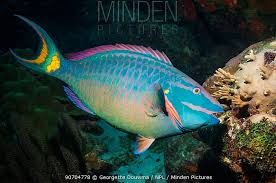 MINDEN
PICTURES
90704778 © Georgette Douwma / NPL / Minden Pictures